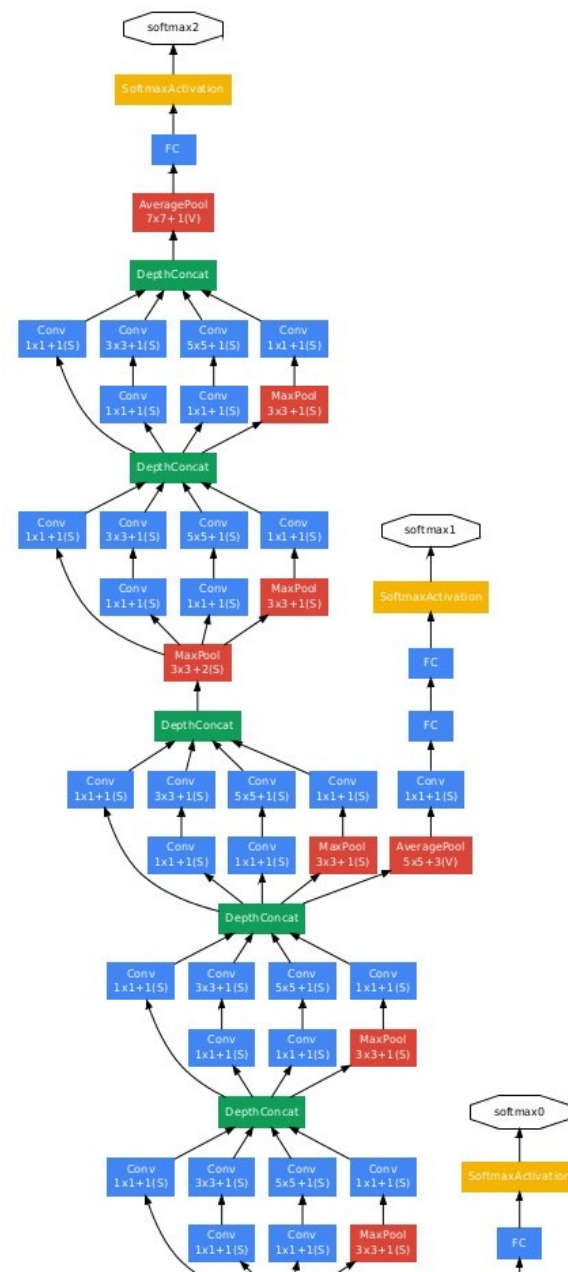 softmax2
SoftmaxActivation
FC
AveragePool
7x7+1(V)
DepthConcat
Conv Conv Conv Conv
1x1+1(S) 3x3+1(S) 5x5+1(S) 1x1+1(S)
Conv Conv MaxPool
1x1+1(S) 1x1+1(S) 3x3+1(S)
DepthConcat
Conv Conv Conv Conv
1x1+1(S) 3x3+1(S) 5x5+1(S) 1x1+1(S)
softmax1
Conv Conv MaxPool
1x1+1(S) 1x1+1(S) 3x3+1(S)
SoftmaxActivation
MaxPool
3x3+2(S)
FC
DepthConcat
FC
Conv Conv Conv Conv Conv
1x1+1(S) 3x3+1(S) 5x5+1(S) 1x1+1(S) 1x1+1(S)
Conv Conv MaxPool AveragePool
1x1+1(S) 1x1+1(S) 3x3+1(S) 5x5+3(V)
DepthConcat
Conv Conv Conv Conv
1x1+1(S) 3x3+1(S) 5x5+1(S) 1x1+1(S)
Conv Conv MaxPool
1x1+1(S) 1x1+1(S) 3x3+1(S)
DepthConcat
softmax0
Conv Conv Conv Conv
1x1+1(S) 3x3+1(S) 5x5+1(S) 1x1+1(S)
SoftmaxActivation
Conv Conv MaxPool
1x1+1(S) 1x1+1(S) 3x3+1(S)
FC